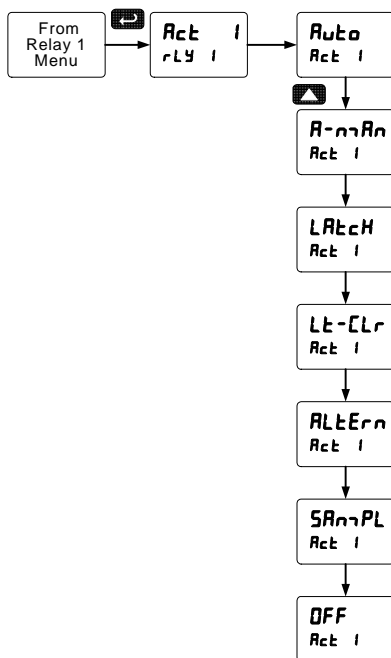 From
Relay 1
Menu
Act 1
rLY 1
Auto
Act 1
A-mAn
Act 1
LAtcH
Act 1
Lt-CLr
Act 1
ALtErn
Act 1
SAmPL
Act 1
OFF
Act 1